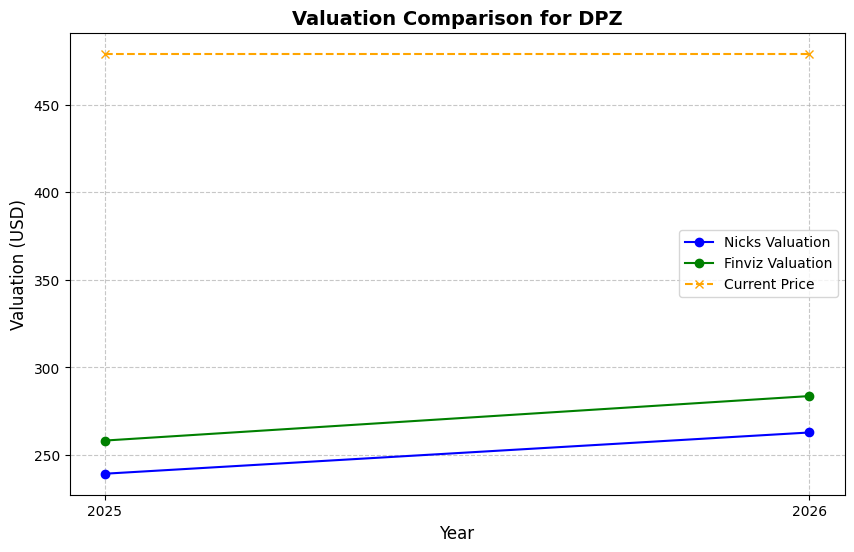 Valuation Comparison for DPZ
Valuation (USD)
450
400
350
300
250
Nicks Valuation
Finviz Valuation
Current Price
2025
2026
Year